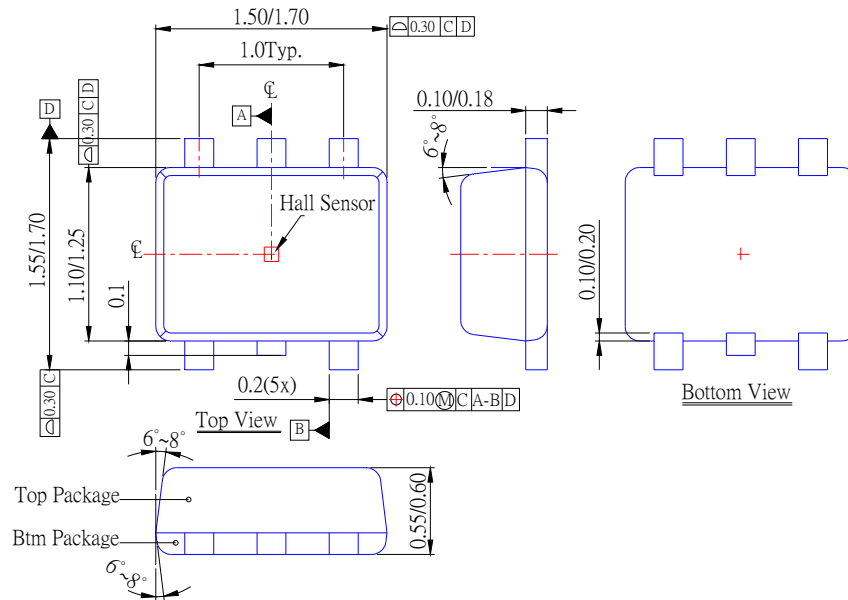 1.50/1.70
⌓ 0.30 C D
1.0Typ.
℄
A
D
⌓ 0.30 C D
0.10/0.18
6°~8°
Hall Sensor
℄
1.55/1.70
1.10/1.25
0.1
0.10/0.20
⌓ 0.30 C
0.2(5x)
⌖ 0.10 Ⓜ C A-B D
Top View
B
Bottom View
6°~8°
Top Package
0.55/0.60
Btm Package
6°~8°